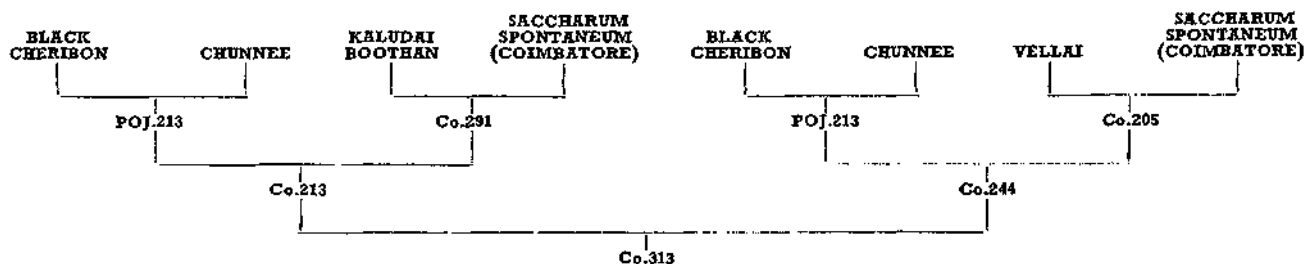 BLACK
CHERIBON
CHUNNEE
KALUDAI
BOOTHAN
SACCHARUM
SPONTANEUM
(COIMBATORE)
BLACK
CHERIBON
CHUNNEE
VELLAI
SACCHARUM
SPONTANEUM
(COIMBATORE)
POJ.213
Co.291
POJ.213
Co.205
Co.213
Co.244
Co.313